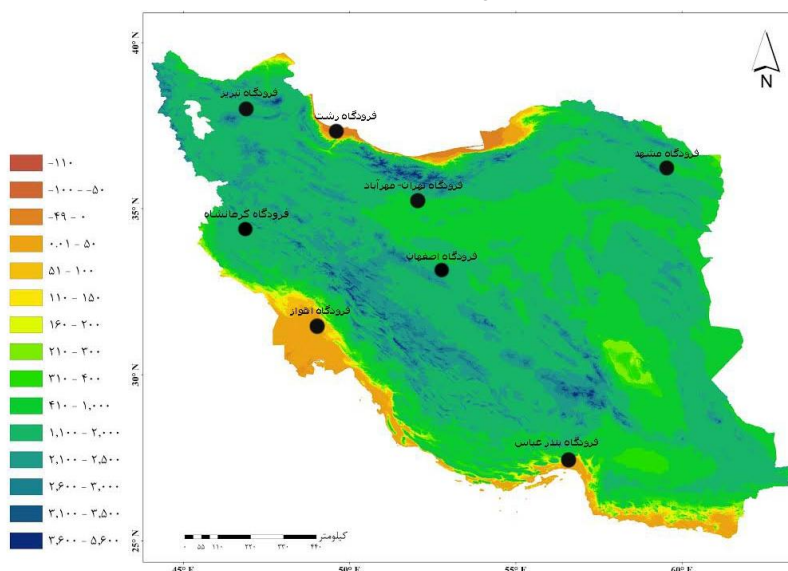 40° N
N
فرودگاه تبریز
فرودگاه رشت
فرودگاه مشهد
فرودگاه تهران- مهرآباد
35° N
فرودگاه کرمانشاه
فرودگاه اصفهان
فرودگاه اهواز
30° N
فرودگاه بندر عباس
25° N
-۱۱۰
-۱۰۰ - -۵۰
-۴۹ - ۰
۰.۰۱ - ۵۰
۵۱ - ۱۰۰
۱۱۰ - ۱۵۰
۱۶۰ - ۲۰۰
۲۱۰ - ۳۰۰
۳۱۰ - ۴۰۰
۴۱۰ - ۱,۰۰۰
۱,۱۰۰ - ۲,۰۰۰
۲,۱۰۰ - ۲,۵۰۰
۲,۶۰۰ - ۳,۰۰۰
۳,۱۰۰ - ۳,۵۰۰
۳,۶۰۰ - ۵,۶۰۰
کیلومتر
۰ ۵۵ ۱۱۰ ۲۲۰ ۳۳۰ ۴۴۰
45° N 50° N 55° N 60° N